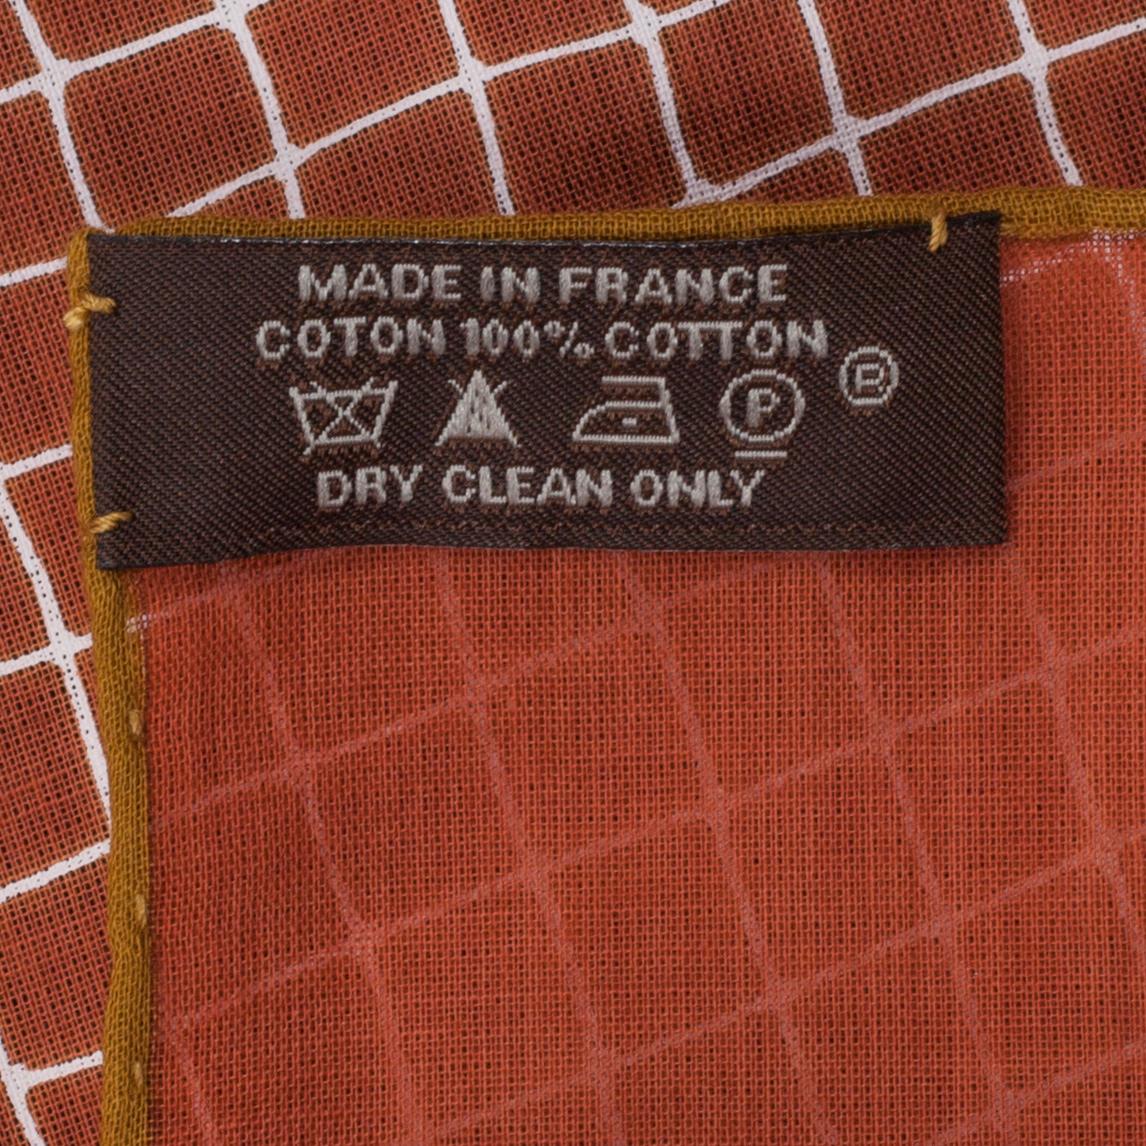 MADE IN FRANCE
COTON 100% COTTON
P
DRY CLEAN ONLY